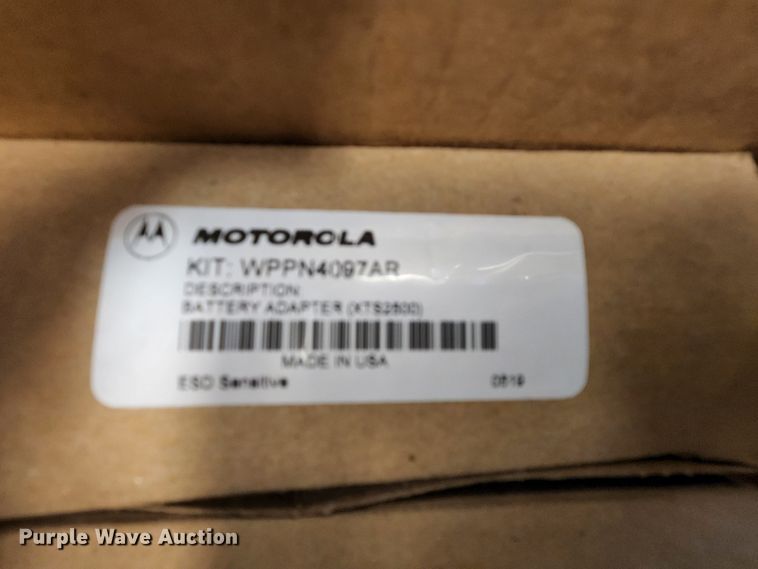 MOTOROLA
KIT: WPPN4097AR
DESCRIPTION:
BATTERY ADAPTER (XTS2500)
MADE IN USA
ESD Sensitive 0519
Purple Wave Auction